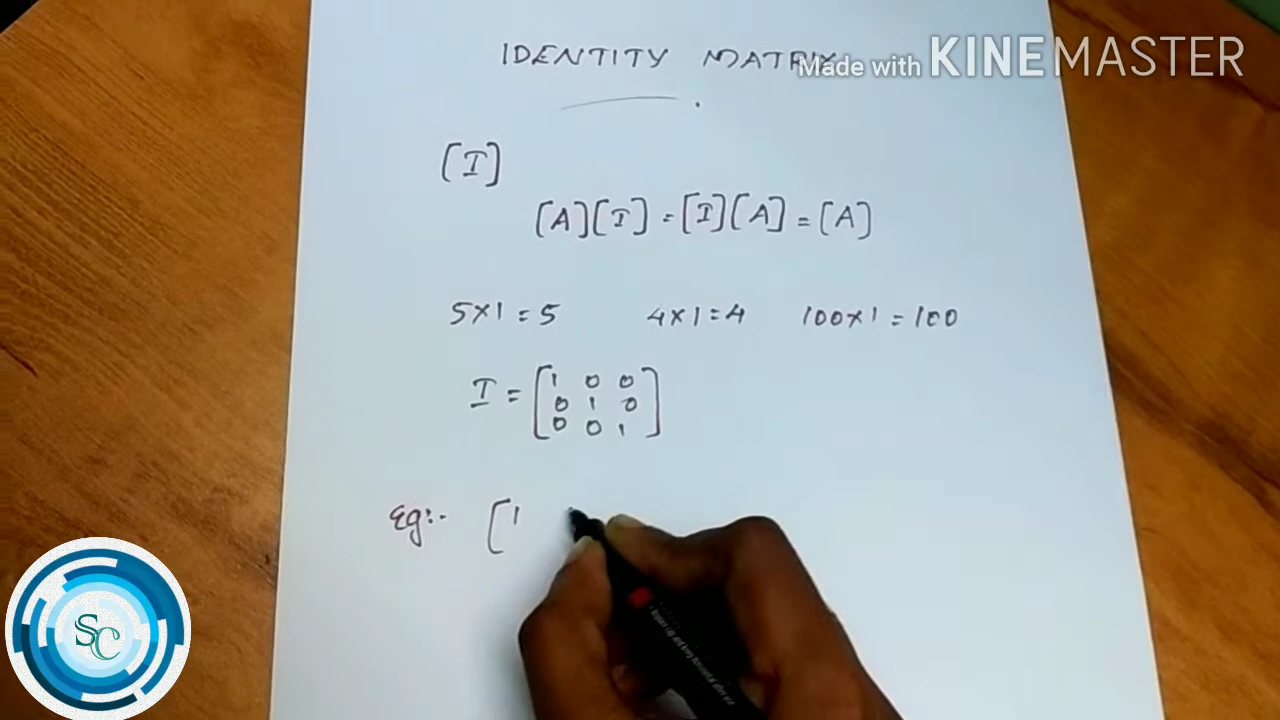 IDENTITY MATRIX
Made with KINEMASTER
[I]
[A][I] = [I][A] = [A]
5×1 = 5 4×1 = 4 100×1 = 100
I = [1 0 0
0 1 0
0 0 1]
Eg:- [1
SC